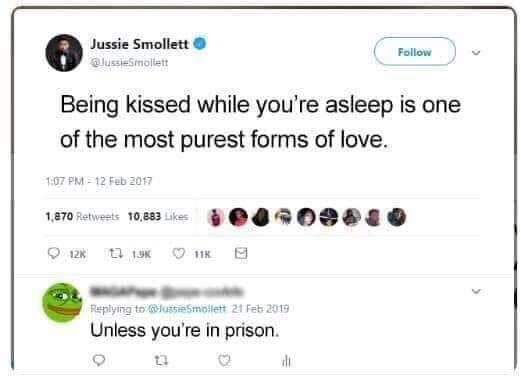 Jussie Smollett
Follow
@JussieSmollett
Being kissed while you're asleep is one
of the most purest forms of love.
1:07 PM - 12 Feb 2017
1,870 Retweets 10,883 Likes
12K 1.9K 11K
Replying to @JussieSmollett 21 Feb 2019
Unless you're in prison.